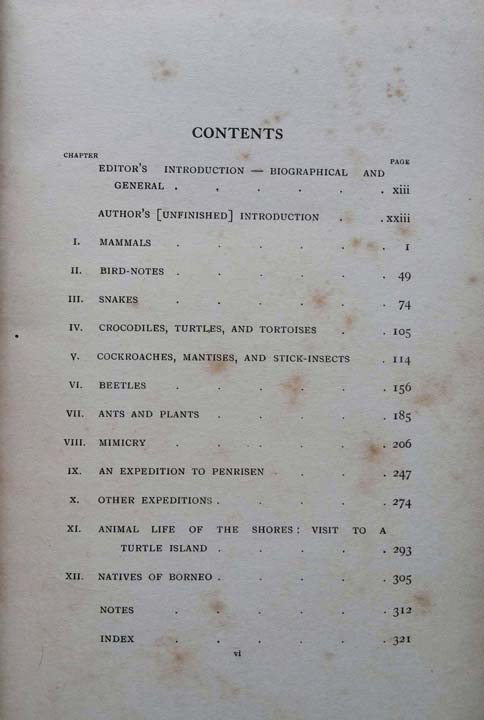 CONTENTS
CHAPTER PAGE
EDITOR'S INTRODUCTION — BIOGRAPHICAL AND
GENERAL . . . . . . xiii
AUTHOR'S [UNFINISHED] INTRODUCTION . . xxiii
I. MAMMALS . . . . . . 1
II. BIRD-NOTES . . . . . . 49
III. SNAKES . . . . . . 74
IV. CROCODILES, TURTLES, AND TORTOISES . . 105
V. COCKROACHES, MANTISES, AND STICK-INSECTS . 114
VI. BEETLES . . . . . . 156
VII. ANTS AND PLANTS . . . . . 185
VIII. MIMICRY . . . . . . 206
IX. AN EXPEDITION TO PENRISEN . . . . 247
X. OTHER EXPEDITIONS . . . . . 274
XI. ANIMAL LIFE OF THE SHORES: VISIT TO A
TURTLE ISLAND . . . . . 293
XII. NATIVES OF BORNEO . . . . . 305
NOTES . . . . . . 312
INDEX . . . . . . 321
vi